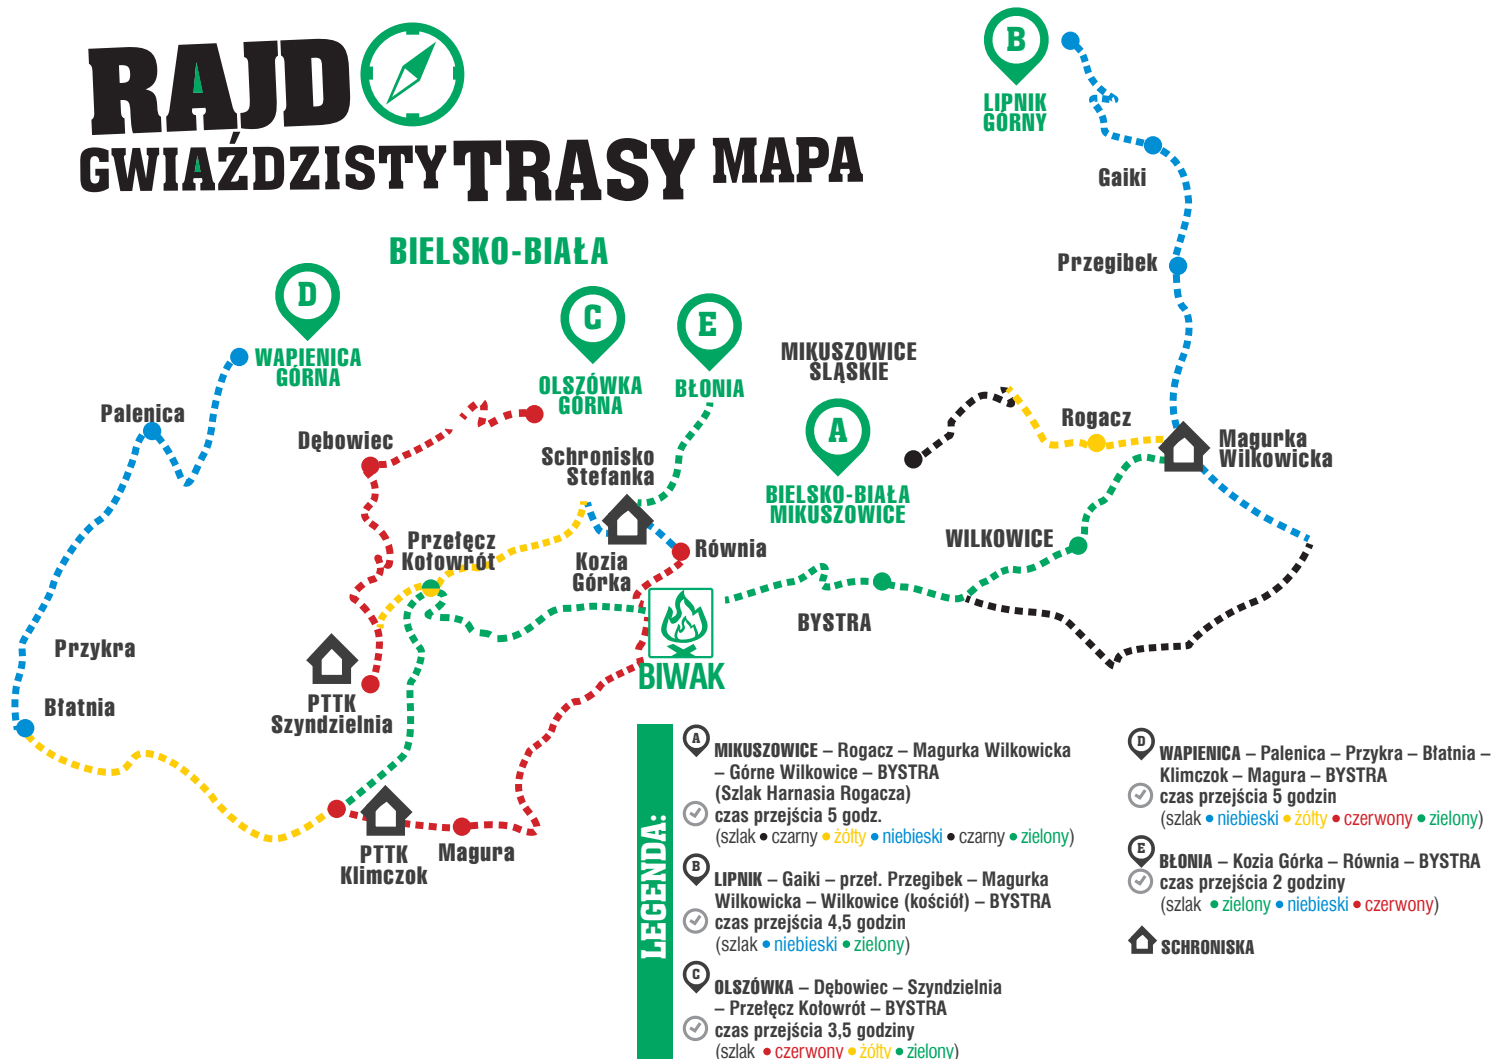 RAJD
GWIAŹDZISTY TRASY MAPA
BIELSKO-BIAŁA
B
LIPNIK
GÓRNY
Gaiki
Przegibek
D
WAPIENICA
GÓRNA
C
OLSZÓWKA
GÓRNA
E
BŁONIA
MIKUSZOWICE
ŚLĄSKIE
A
BIELSKO-BIAŁA
MIKUSZOWICE
Rogacz
Magurka
Wilkowicka
Palenica
Dębowiec
Schronisko
Stefanka
Przełęcz
Kołowrót
Kozia
Górka
Równia
WILKOWICE
BYSTRA
BIWAK
Przykra
Błatnia
PTTK
Szyndzielnia
PTTK
Klimczok
Magura
LEGENDA:
A
MIKUSZOWICE – Rogacz – Magurka Wilkowicka
– Górne Wilkowice – BYSTRA
(Szlak Harnasia Rogacza)
czas przejścia 5 godz.
(szlak • czarny • żółty • niebieski • czarny • zielony)
B
LIPNIK – Gaiki – przeł. Przegibek – Magurka
Wilkowicka – Wilkowice (kościół) – BYSTRA
czas przejścia 4,5 godzin
(szlak • niebieski • zielony)
C
OLSZÓWKA – Dębowiec – Szyndzielnia
– Przełęcz Kołowrót – BYSTRA
czas przejścia 3,5 godziny
(szlak • czerwony • żółty • zielony)
D
WAPIENICA – Palenica – Przykra – Błatnia –
Klimczok – Magura – BYSTRA
czas przejścia 5 godzin
(szlak • niebieski • żółty • czerwony • zielony)
E
BŁONIA – Kozia Górka – Równia – BYSTRA
czas przejścia 2 godziny
(szlak • zielony • niebieski • czerwony)
SCHRONISKA